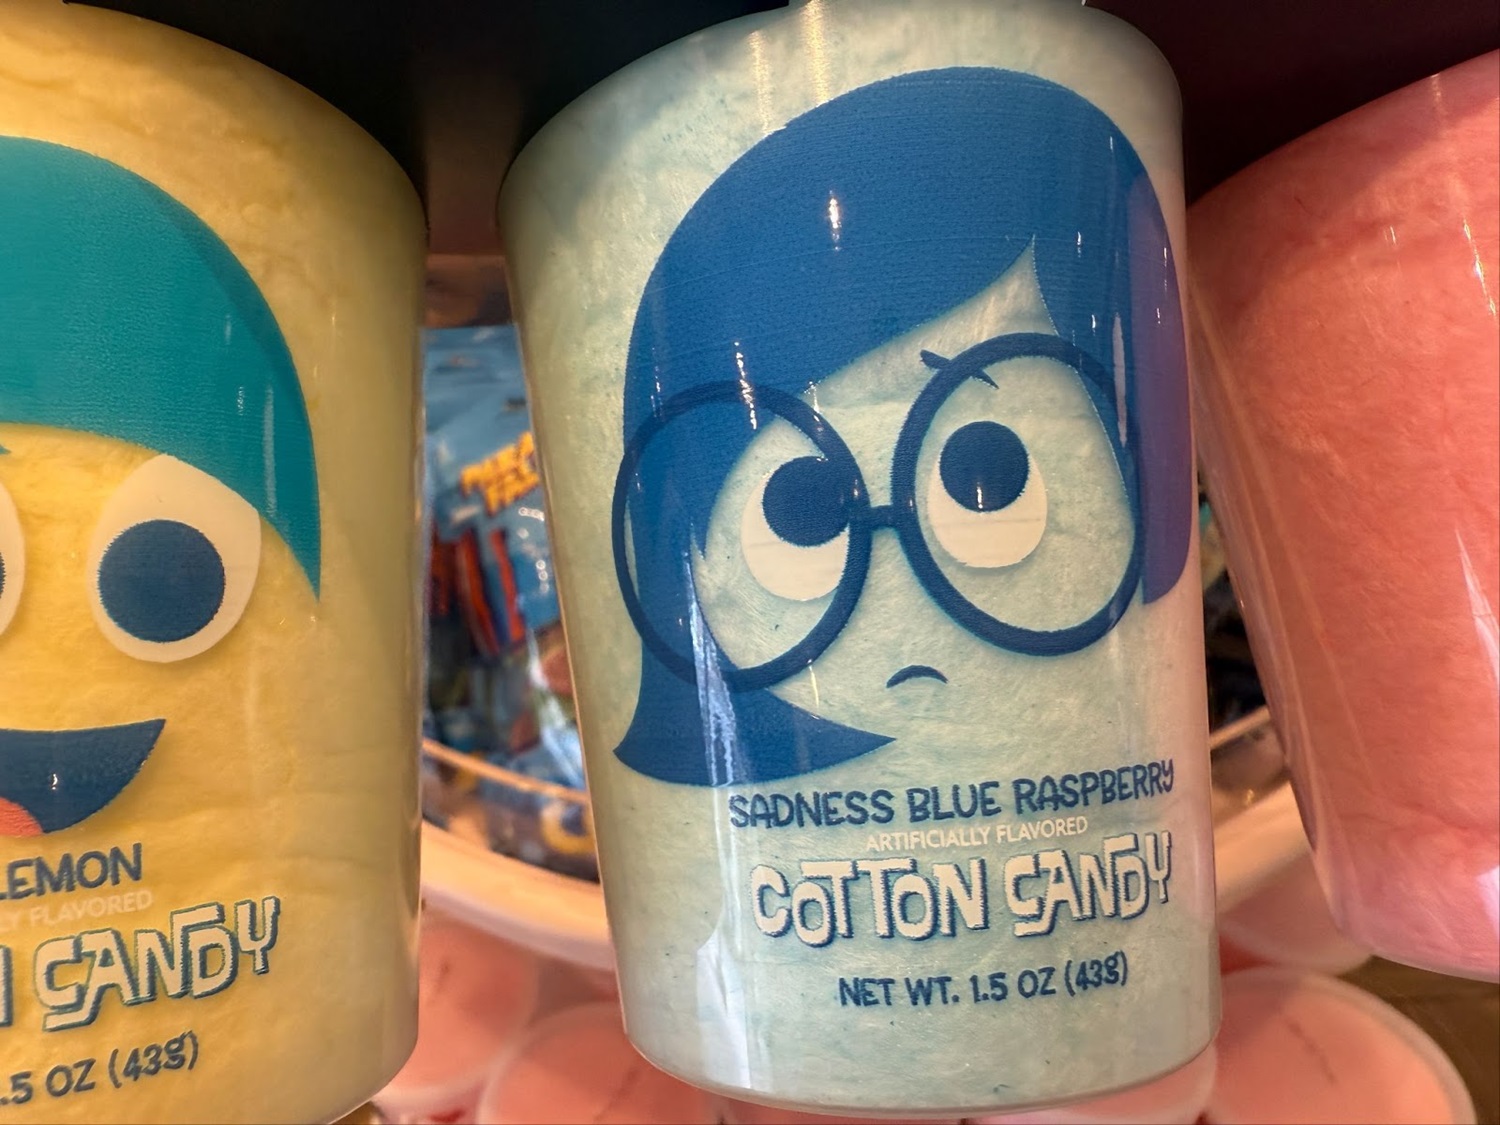 LEMON
LY FLAVORED
N CANDY
.5 OZ (43g)
SADNESS BLUE RASPBERRY
ARTIFICIALLY FLAVORED
COTTON CANDY
NET WT. 1.5 OZ (43g)